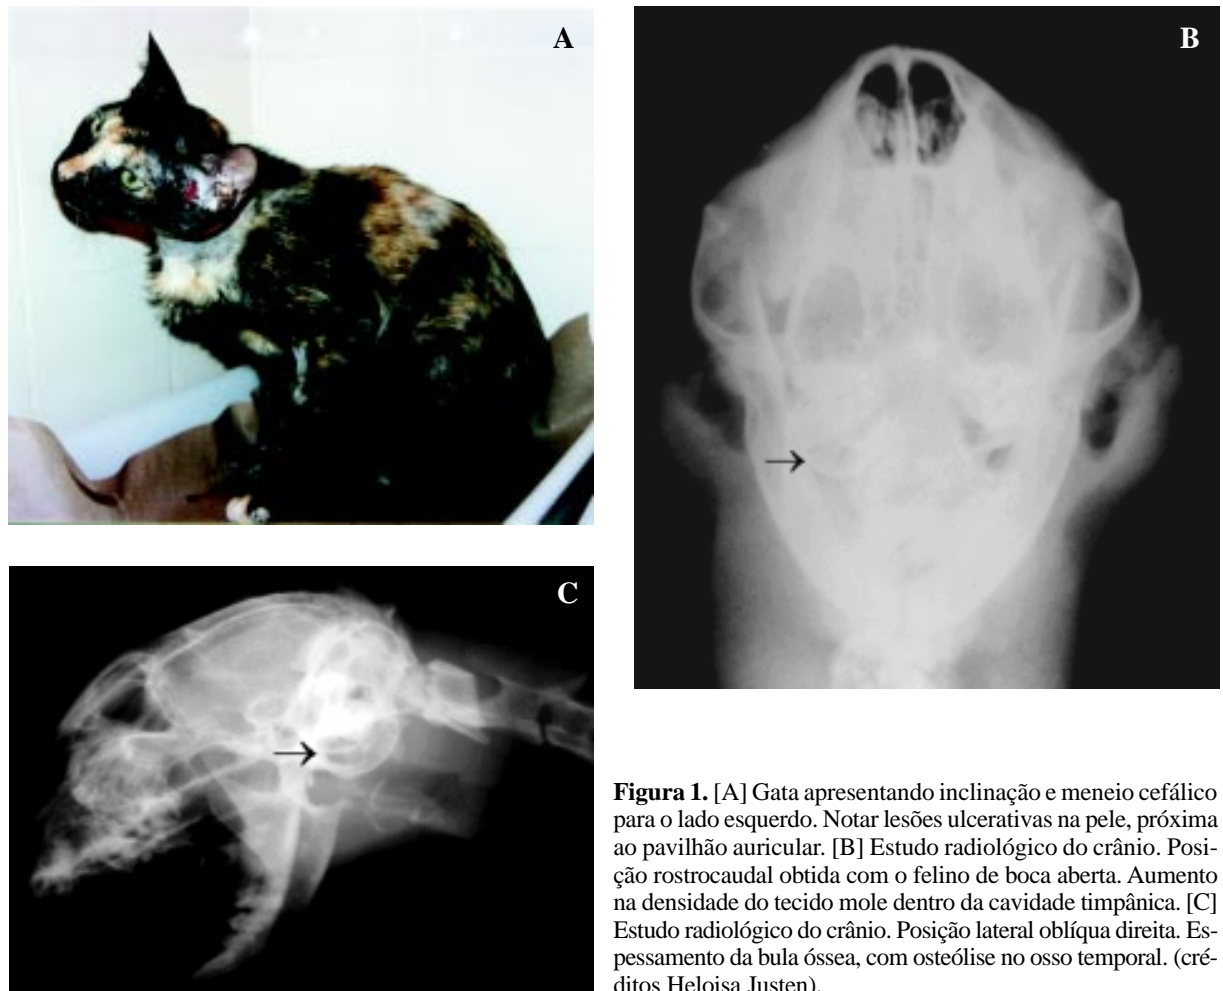 A
B
C
Figura 1. [A] Gata apresentando inclinação e meneio cefálico
para o lado esquerdo. Notar lesões ulcerativas na pele, próxima
ao pavilhão auricular. [B] Estudo radiológico do crânio. Posi-
ção rostrocaudal obtida com o felino de boca aberta. Aumento
na densidade do tecido mole dentro da cavidade timpânica. [C]
Estudo radiológico do crânio. Posição lateral oblíqua direita. Es-
pessamento da bula óssea, com osteólise no osso temporal. (cré-
ditos Heloisa Justen).